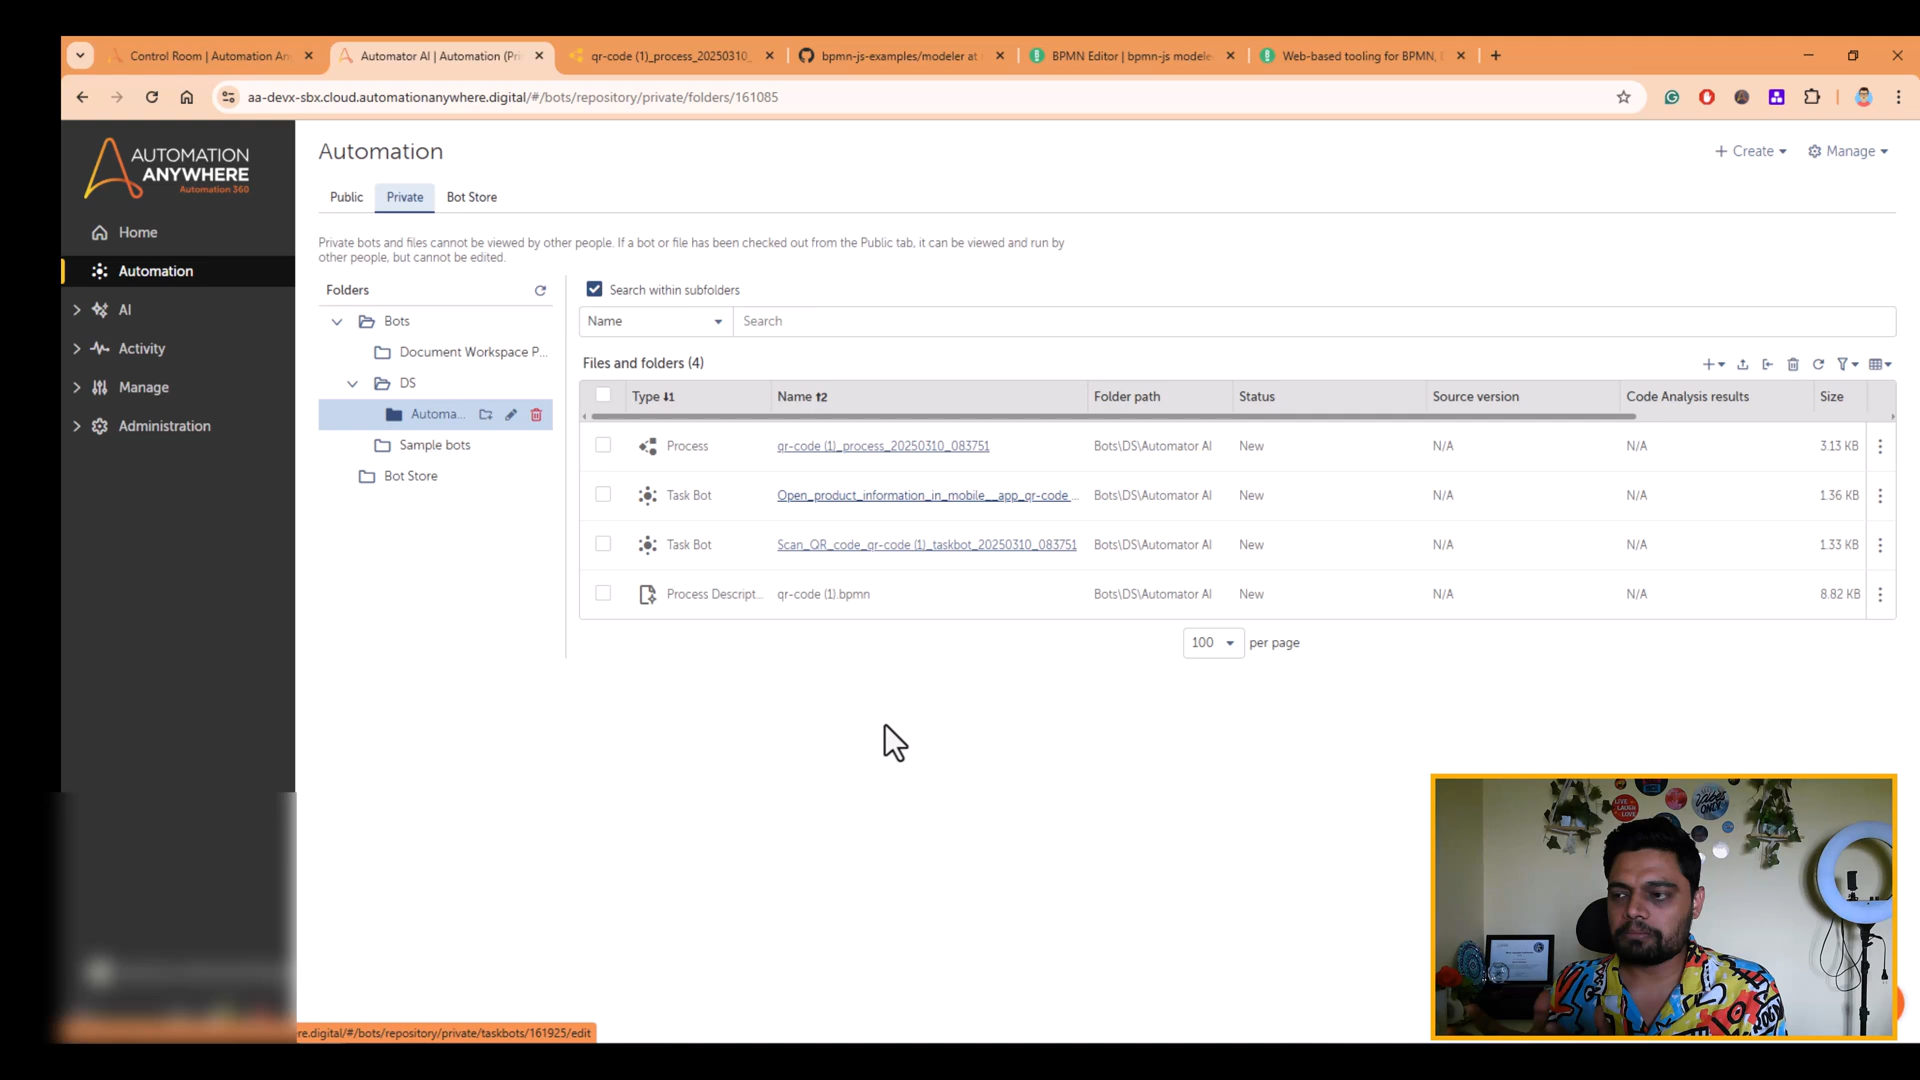 Control Room | Automation An
Automator AI | Automation (Pri
qr-code (1)_process_20250310_
bpmn-js-examples/modeler at
BPMN Editor | bpmn-js modele
Web-based tooling for BPMN,
aa-devx-sbx.cloud.automationanywhere.digital/#/bots/repository/private/folders/161085
AUTOMATION
ANYWHERE
Automation 360
Home
Automation
AI
Activity
Manage
Administration
Automation
Create
Manage
Public
Private
Bot Store
Private bots and files cannot be viewed by other people. If a bot or file has been checked out from the Public tab, it can be viewed and run by
other people, but cannot be edited.
Folders
Bots
Document Workspace P...
DS
Automa...
Sample bots
Bot Store
Search within subfolders
Name
Search
Files and folders (4)
Type Name Folder path Status Source version Code Analysis results Size
Process qr-code (1)_process_20250310_083751 Bots\DS\Automator AI New N/A N/A 3.13 KB
Task Bot Open_product_information_in_mobile__app_qr-code ... Bots\DS\Automator AI New N/A N/A 1.36 KB
Task Bot Scan_QR_code_qr-code (1)_taskbot_20250310_083751 Bots\DS\Automator AI New N/A N/A 1.33 KB
Process Descript... qr-code (1).bpmn Bots\DS\Automator AI New N/A N/A 8.82 KB
100 per page
LIVE
LAUGH
LOVE
Vibes
ONLY
re.digital/#/bots/repository/private/taskbots/161925/edit